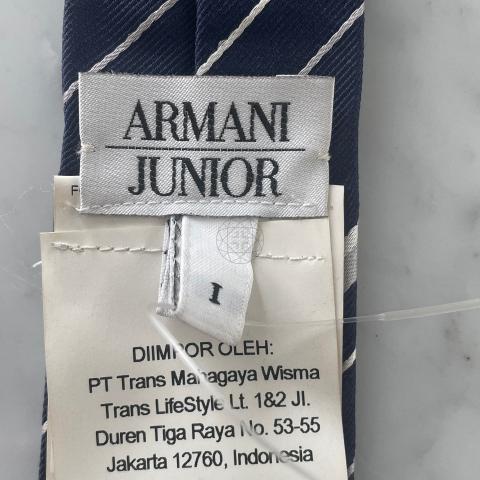 ARMANI
JUNIOR
F
I
DIIMPOR OLEH:
PT Trans Mahagaya Wisma
Trans LifeStyle Lt. 1&2 Jl.
Duren Tiga Raya No. 53-55
Jakarta 12760, Indonesia